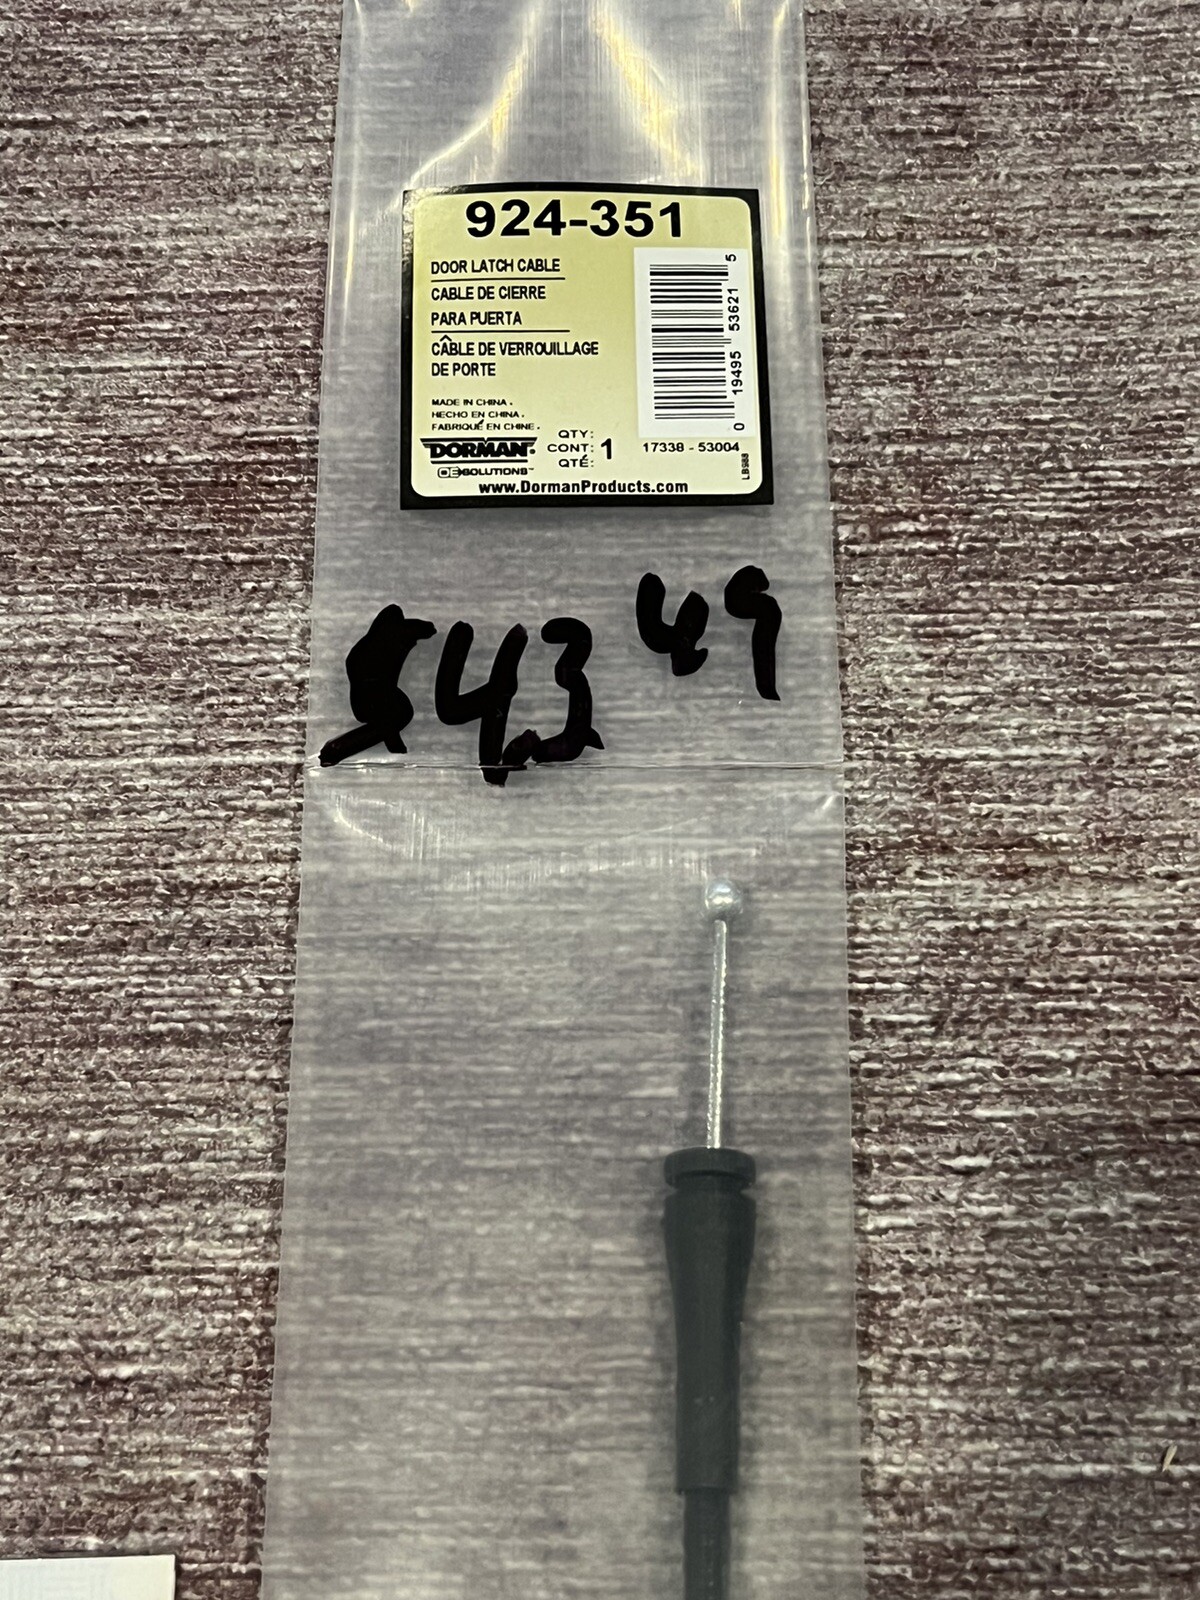 924-351
DOOR LATCH CABLE
CABLE DE CIERRE
PARA PUERTA
CÂBLE DE VERROUILLAGE
DE PORTE
MADE IN CHINA.
HECHO EN CHINA.
FABRIQUÉ EN CHINE.
DORMAN®
OE SOLUTIONS™
QTY:
CONT: 1
QTÉ:
0 19495 53621 5
17338 - 53004
LB988
www.DormanProducts.com
$43 49